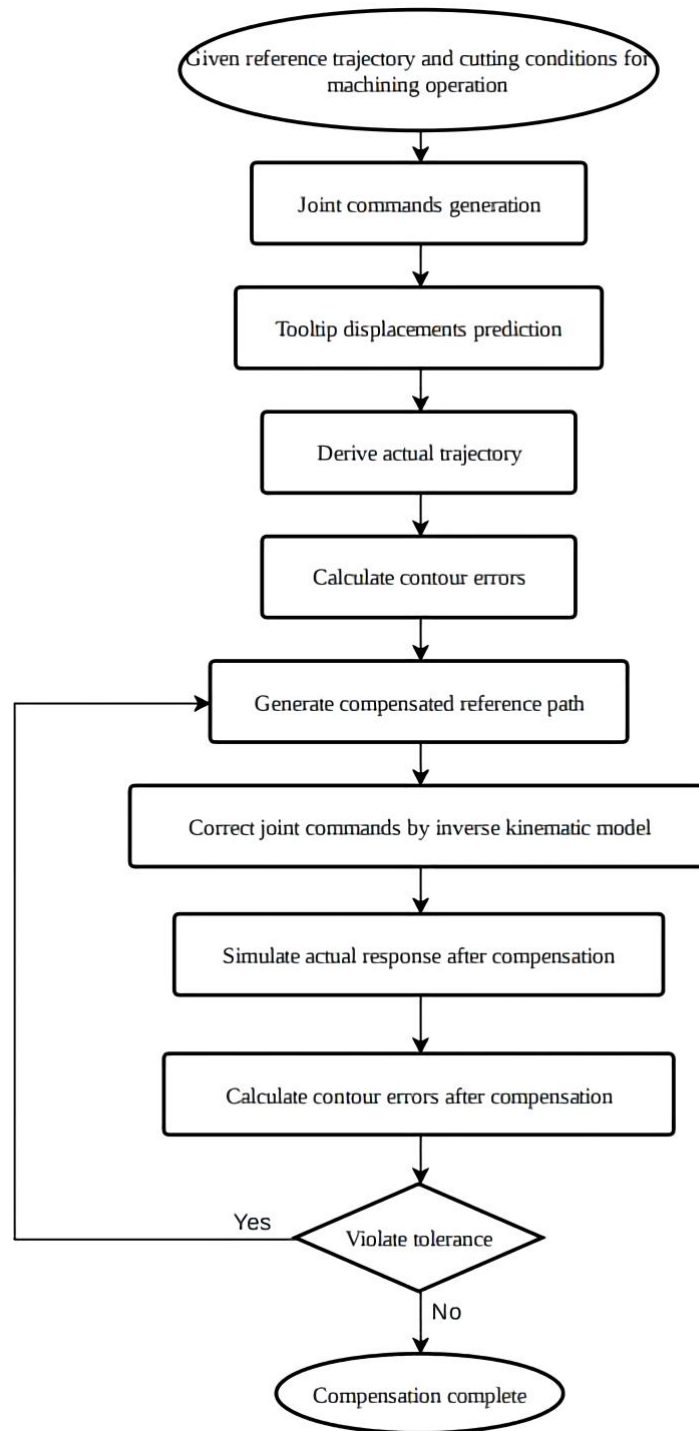 Given reference trajectory and cutting conditions for
machining operation
Joint commands generation
Tooltip displacements prediction
Derive actual trajectory
Calculate contour errors
Generate compensated reference path
Correct joint commands by inverse kinematic model
Simulate actual response after compensation
Calculate contour errors after compensation
Yes
Violate tolerance
No
Compensation complete